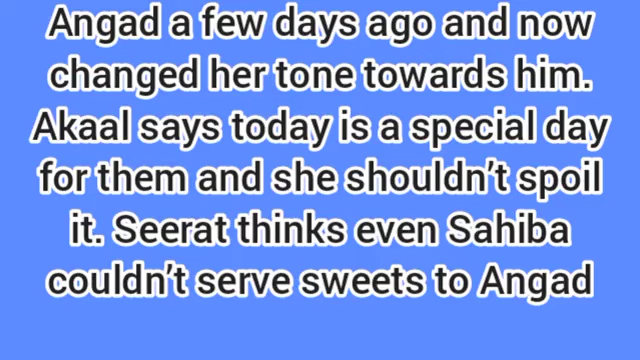 Angad a few days ago and now
changed her tone towards him.
Akaal says today is a special day
for them and she shouldn’t spoil
it. Seerat thinks even Sahiba
couldn’t serve sweets to Angad